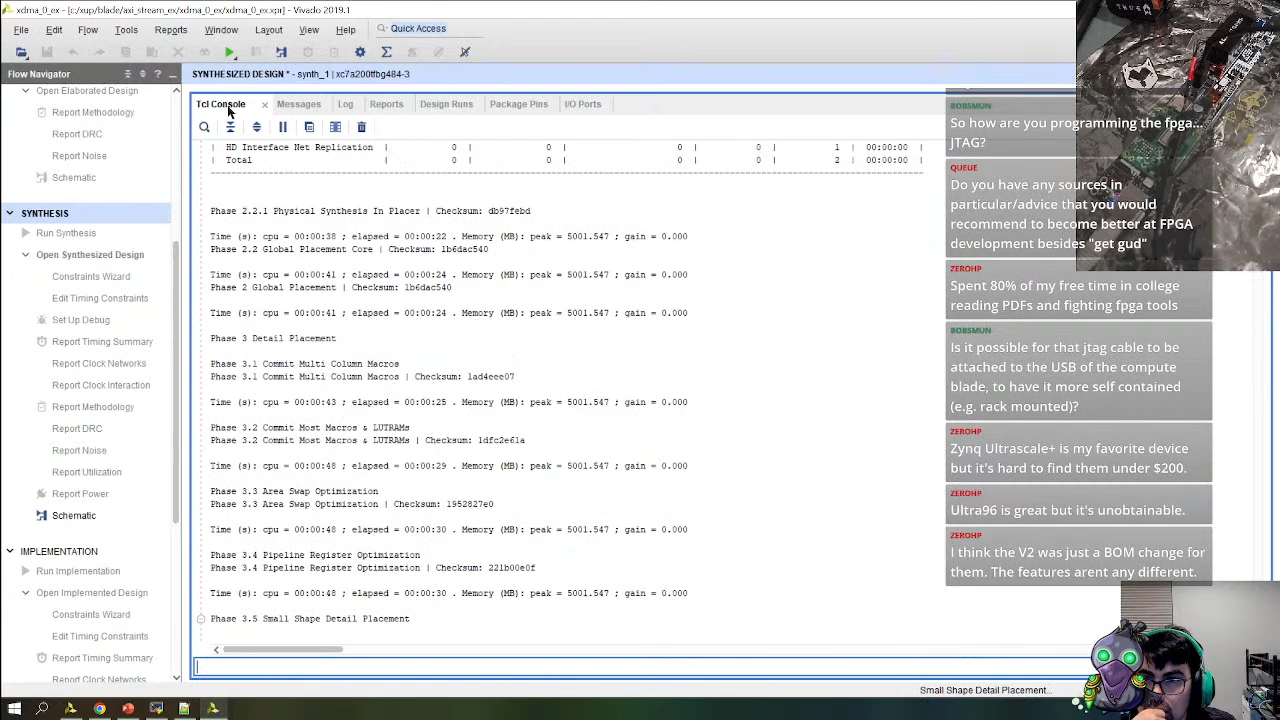 xdma_0_ex - [c:/xup/blade/axi_stream_ex/xdma_0_ex/xdma_0_ex.xpr] - Vivado 2019.1
File Edit Flow Tools Reports Window Layout View Help Quick Access
Flow Navigator
SYNTHESIZED DESIGN * - synth_1 | xc7a200tfbg484-3
Open Elaborated Design
Report Methodology
Report DRC
Report Noise
Schematic
SYNTHESIS
Run Synthesis
Open Synthesized Design
Constraints Wizard
Edit Timing Constraints
Set Up Debug
Report Timing Summary
Report Clock Networks
Report Clock Interaction
Report Methodology
Report DRC
Report Noise
Report Utilization
Report Power
Schematic
IMPLEMENTATION
Run Implementation
Open Implemented Design
Constraints Wizard
Edit Timing Constraints
Report Timing Summary
Report Clock Networks
Tcl Console Messages Log Reports Design Runs Package Pins I/O Ports
| HD Interface Net Replication | 0 | 0 | 0 | 0 | 1 | 00:00:00 |
| Total | 0 | 0 | 0 | 0 | 2 | 00:00:00 |
Phase 2.2.1 Physical Synthesis In Placer | Checksum: db97febd
Time (s): cpu = 00:00:38 ; elapsed = 00:00:22 . Memory (MB): peak = 5001.547 ; gain = 0.000
Phase 2.2 Global Placement Core | Checksum: 1b6dac540
Time (s): cpu = 00:00:41 ; elapsed = 00:00:24 . Memory (MB): peak = 5001.547 ; gain = 0.000
Phase 2 Global Placement | Checksum: 1b6dac540
Time (s): cpu = 00:00:41 ; elapsed = 00:00:24 . Memory (MB): peak = 5001.547 ; gain = 0.000
Phase 3 Detail Placement
Phase 3.1 Commit Multi Column Macros
Phase 3.1 Commit Multi Column Macros | Checksum: 1ad4eee07
Time (s): cpu = 00:00:43 ; elapsed = 00:00:25 . Memory (MB): peak = 5001.547 ; gain = 0.000
Phase 3.2 Commit Most Macros & LUTRAMs
Phase 3.2 Commit Most Macros & LUTRAMs | Checksum: 1dfc2e61a
Time (s): cpu = 00:00:48 ; elapsed = 00:00:29 . Memory (MB): peak = 5001.547 ; gain = 0.000
Phase 3.3 Area Swap Optimization
Phase 3.3 Area Swap Optimization | Checksum: 1952827e0
Time (s): cpu = 00:00:48 ; elapsed = 00:00:30 . Memory (MB): peak = 5001.547 ; gain = 0.000
Phase 3.4 Pipeline Register Optimization
Phase 3.4 Pipeline Register Optimization | Checksum: 221b00e0f
Time (s): cpu = 00:00:48 ; elapsed = 00:00:30 . Memory (MB): peak = 5001.547 ; gain = 0.000
Phase 3.5 Small Shape Detail Placement
Small Shape Detail Placement...
BOBSMUN
So how are you programming the fpga...
JTAG?
QUEUE
Do you have any sources in
particular/advice that you would
recommend to become better at FPGA
development besides "get gud"
ZEROHP
Spent 80% of my free time in college
reading PDFs and fighting fpga tools
BOBSMUN
Is it possible for that jtag cable to be
attached to the USB of the compute
blade, to have it more self contained
(e.g. rack mounted)?
ZEROHP
Zynq Ultrascale+ is my favorite device
but it's hard to find them under $200.
ZEROHP
Ultra96 is great but it's unobtainable.
ZEROHP
I think the V2 was just a BOM change for
them. The features arent any different.